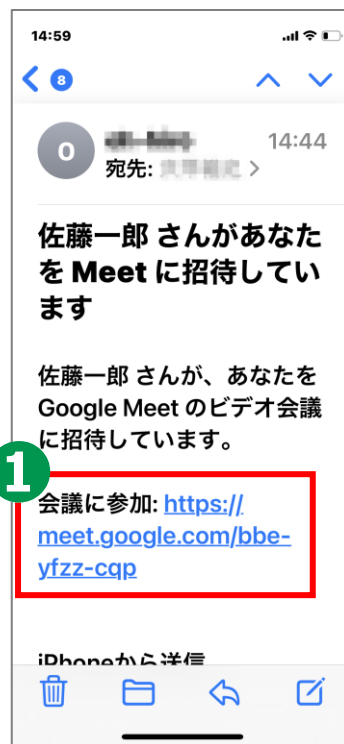 14:59
8
O
14:44
宛先:
佐藤一郎 さんがあなた
を Meet に招待してい
ます
佐藤一郎 さんが、あなたを
Google Meet のビデオ会議
に招待しています。
1
会議に参加: https://
meet.google.com/bbe-
yfzz-cqp
iPhoneから送信